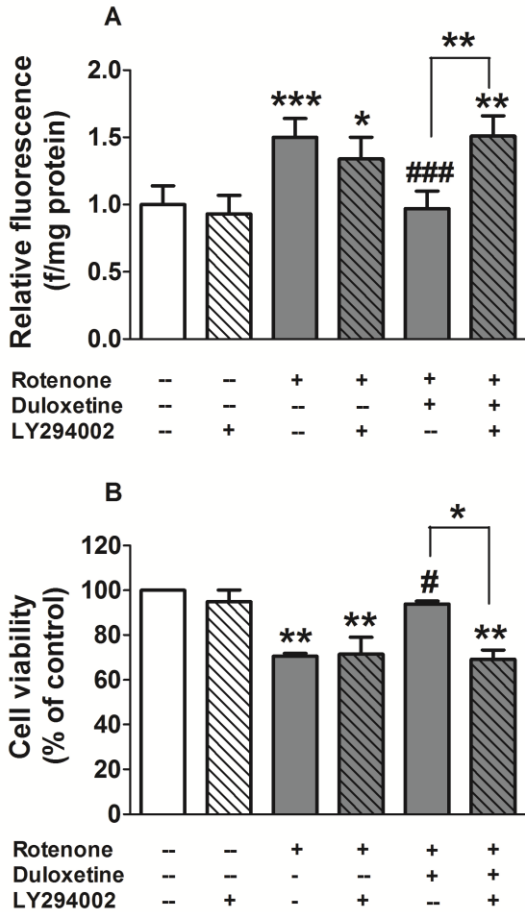 A
**
2.0
***
*
**
1.5
###
1.0
0.5
0.0
Relative fluorescence
(f/mg protein)
Rotenone -- -- + + + +
Duloxetine -- -- -- -- + +
LY294002 -- + -- + -- +
B
*
120
#
100
**
**
**
80
60
40
20
0
Cell viability
(% of control)
Rotenone -- -- + + + +
Duloxetine -- -- - -- + +
LY294002 -- + - + -- +